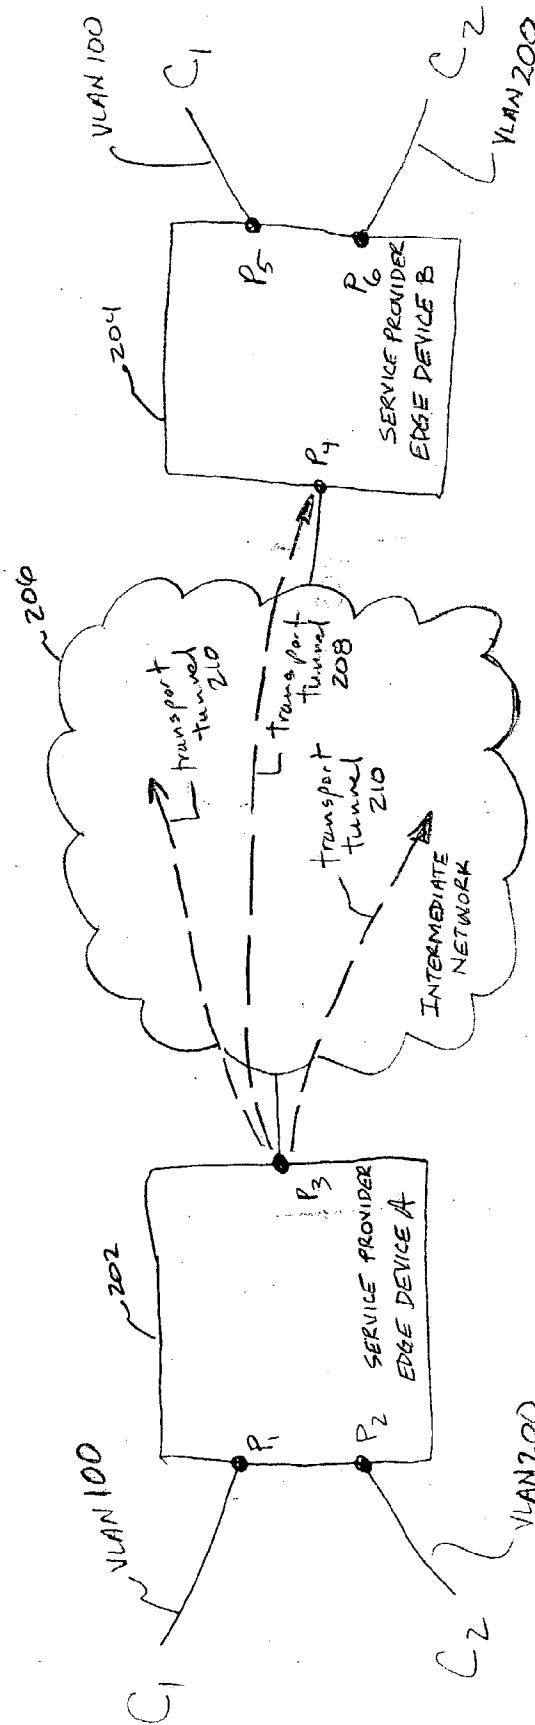 C1
VLAN 100
202
P1
P2
P3
SERVICE PROVIDER
EDGE DEVICE A
C2
VLAN 200
206
transport
tunnel
210
transport
tunnel
208
transport
tunnel
210
INTERMEDIATE
NETWORK
204
P4
P5
P6
SERVICE PROVIDER
EDGE DEVICE B
VLAN 100
C1
C2
VLAN 200